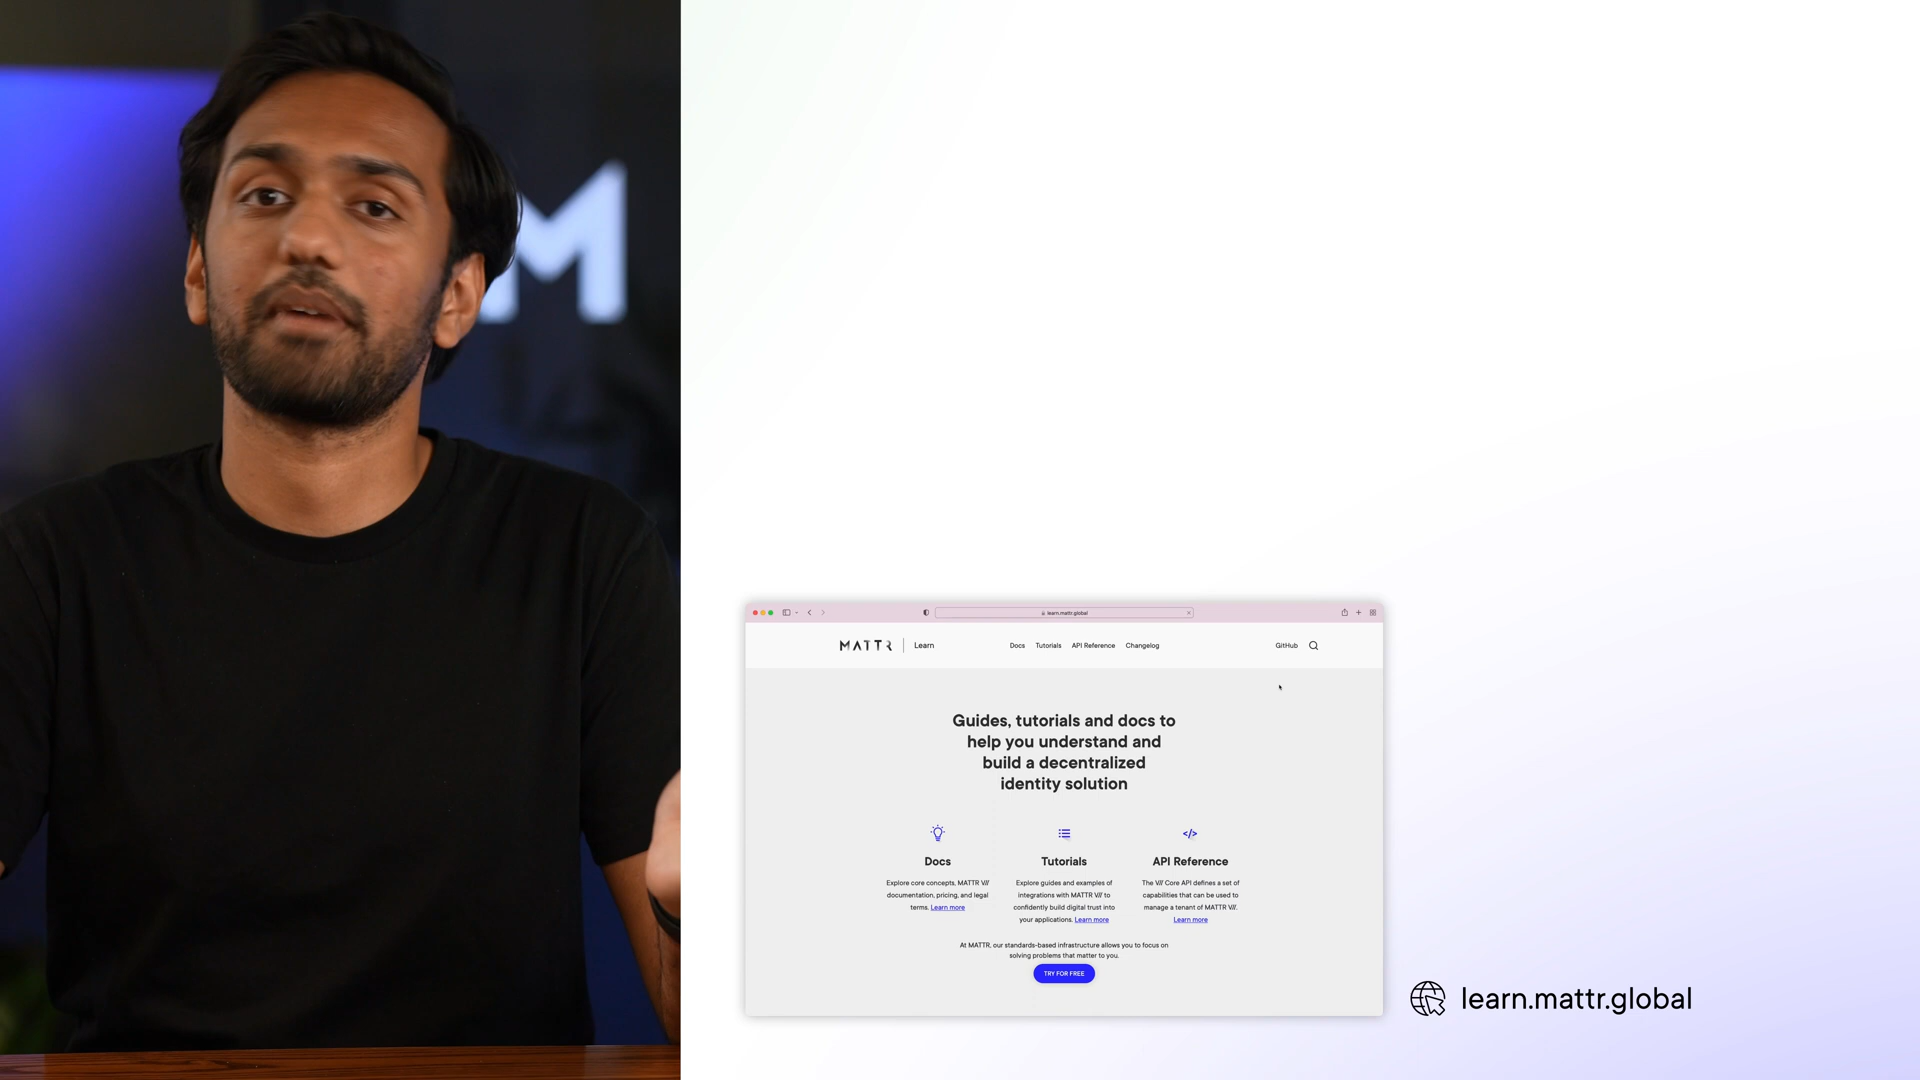 M
learn.mattr.global
MATTR | Learn
Docs Tutorials API Reference Changelog
GitHub
Guides, tutorials and docs to
help you understand and
build a decentralized
identity solution
Docs
Explore core concepts, MATTR VII
documentation, pricing, and legal
terms. Learn more
Tutorials
Explore guides and examples of
integrations with MATTR VII to
confidently build digital trust into
your applications. Learn more
</>
API Reference
The VII Core API defines a set of
capabilities that can be used to
manage a tenant of MATTR VII.
Learn more
At MATTR, our standards-based infrastructure allows you to focus on
solving problems that matter to you.
TRY FOR FREE
learn.mattr.global